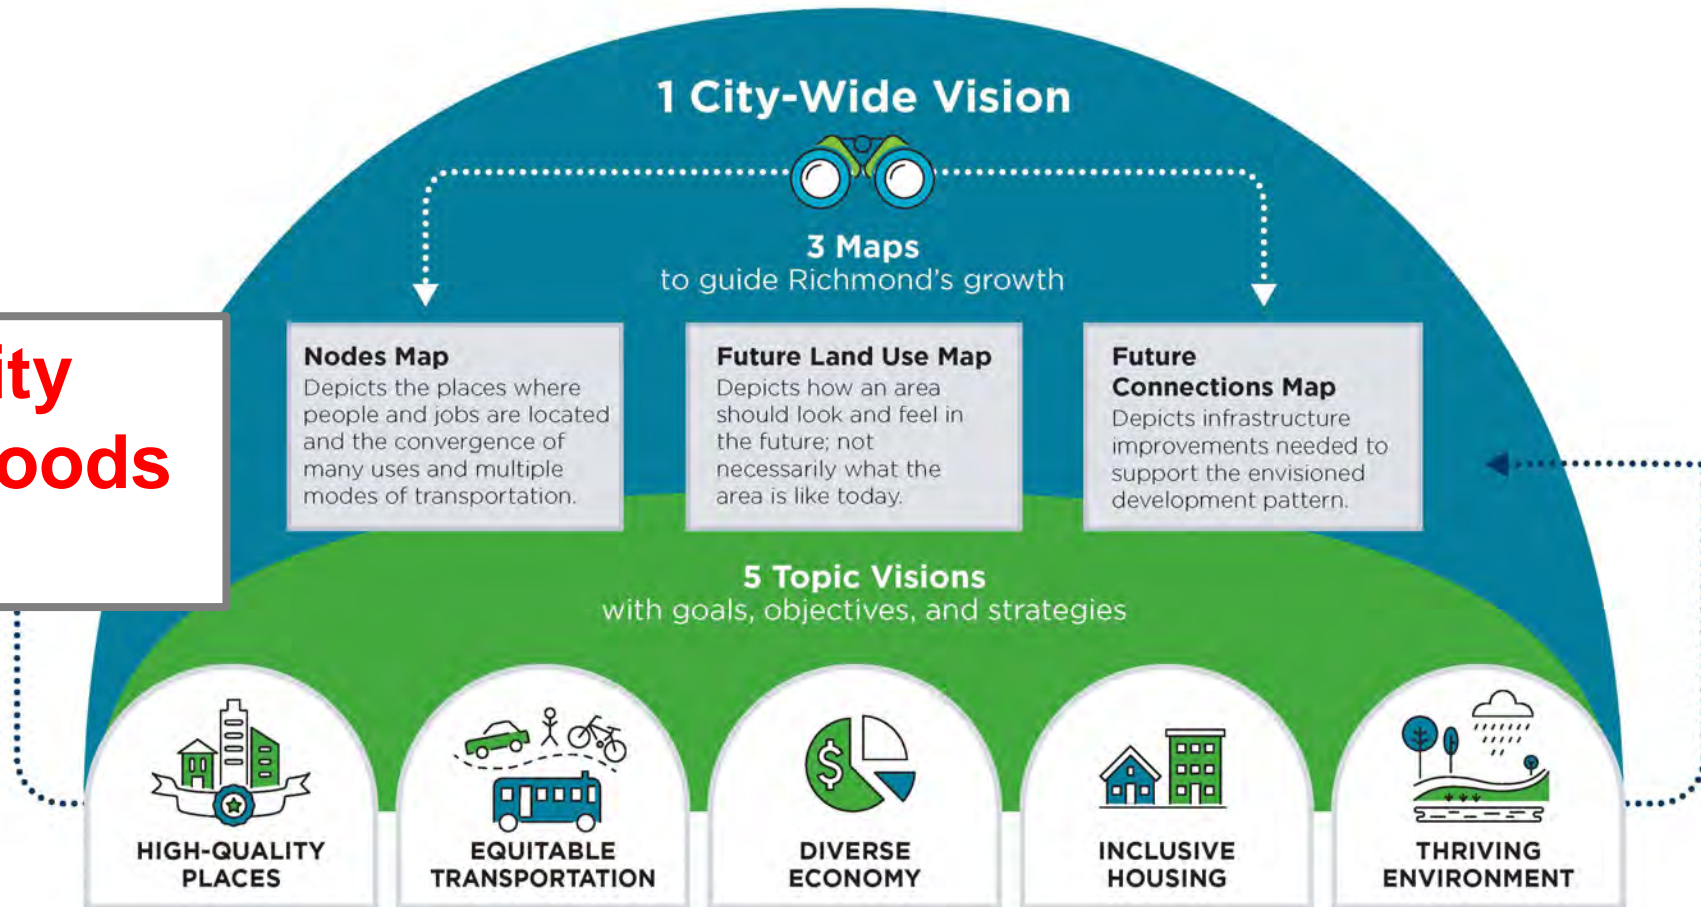 1 City-Wide Vision
3 Maps
to guide Richmond's growth
Nodes Map
Depicts the places where
people and jobs are located
and the convergence of
many uses and multiple
modes of transportation.
Future Land Use Map
Depicts how an area
should look and feel in
the future; not
necessarily what the
area is like today.
Future
Connections Map
Depicts infrastructure
improvements needed to
support the envisioned
development pattern.
5 Topic Visions
with goals, objectives, and strategies
$
HIGH-QUALITY
PLACES
EQUITABLE
TRANSPORTATION
DIVERSE
ECONOMY
INCLUSIVE
HOUSING
THRIVING
ENVIRONMENT